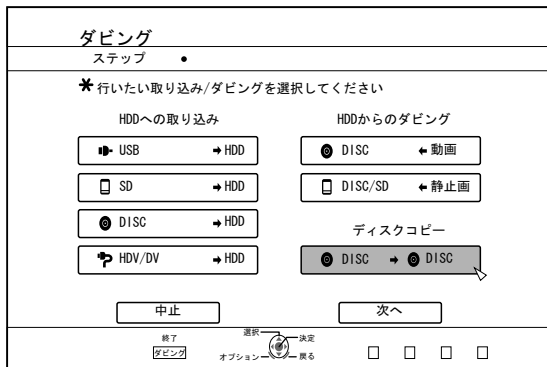 ダビング
ステップ
行いたい取り込み/ダビングを選択してください
HDDへの取り込み
USB ➡ HDD
SD ➡ HDD
DISC ➡ HDD
HDV/DV ➡ HDD
HDDからのダビング
DISC ⬅ 動画
DISC/SD ⬅ 静止画
ディスクコピー
DISC ➡ DISC
中止
次へ
終了
ダビング
選択
決定
オプション
戻る